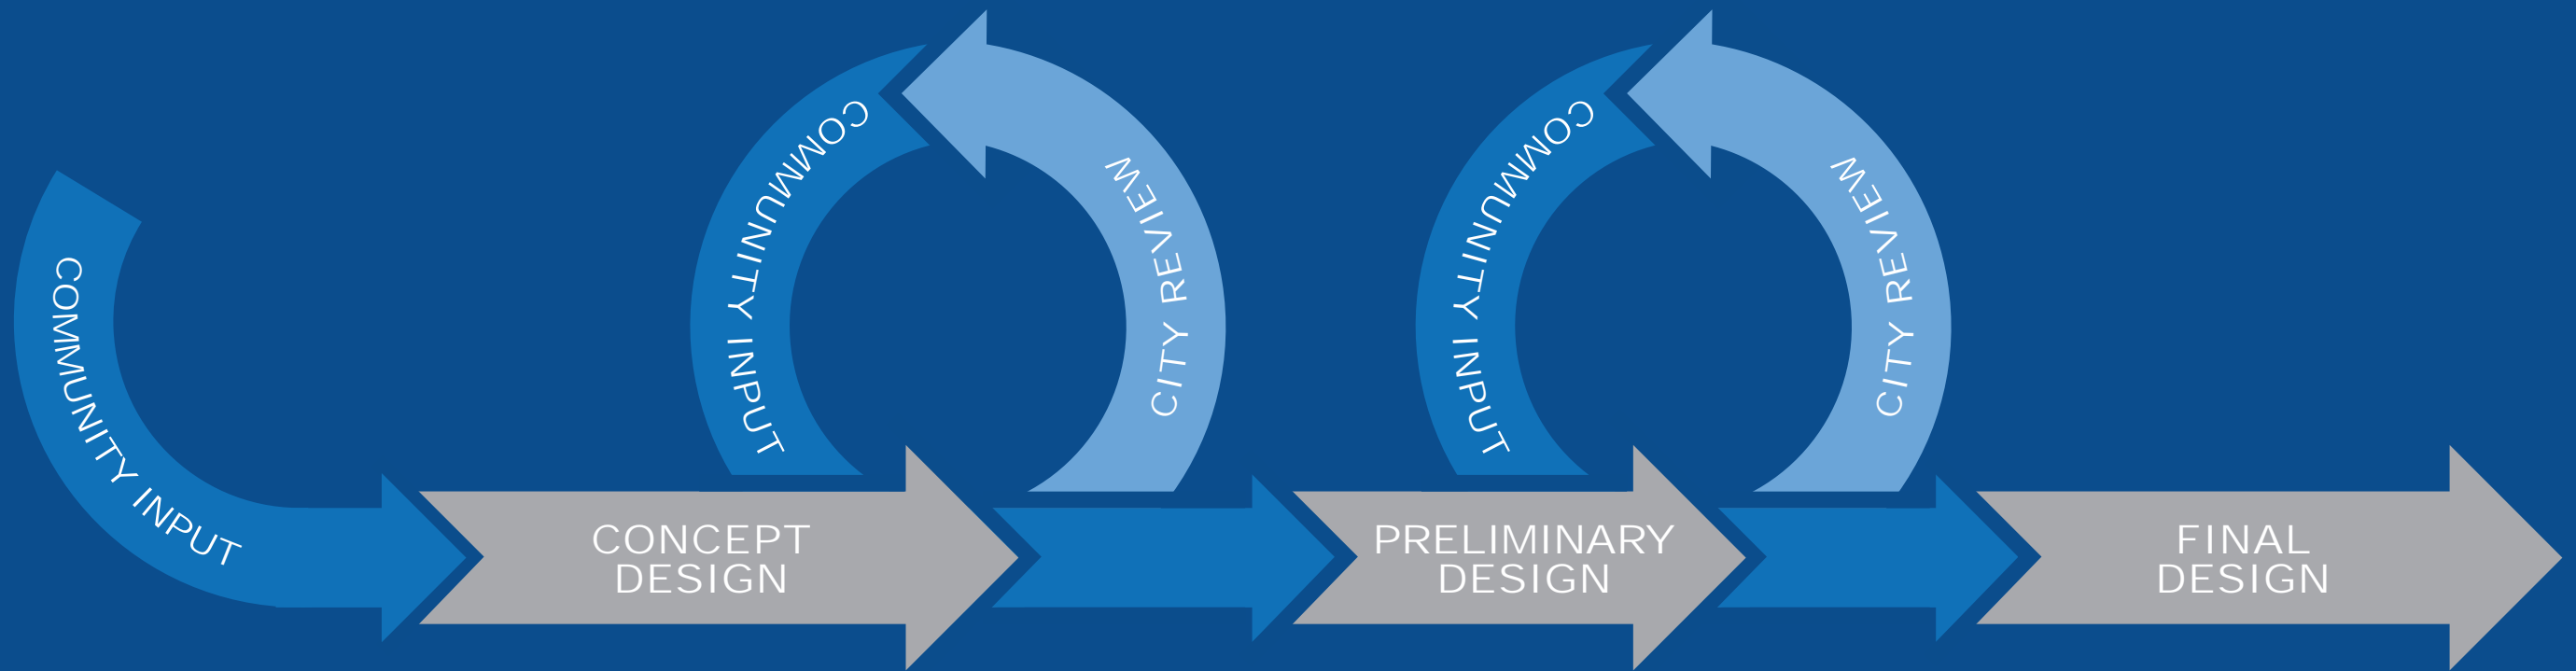 COMMUNITY INPUT
CONCEPT
DESIGN
CITY REVIEW
COMMUNITY INPUT
PRELIMINARY
DESIGN
CITY REVIEW
COMMUNITY INPUT
FINAL
DESIGN